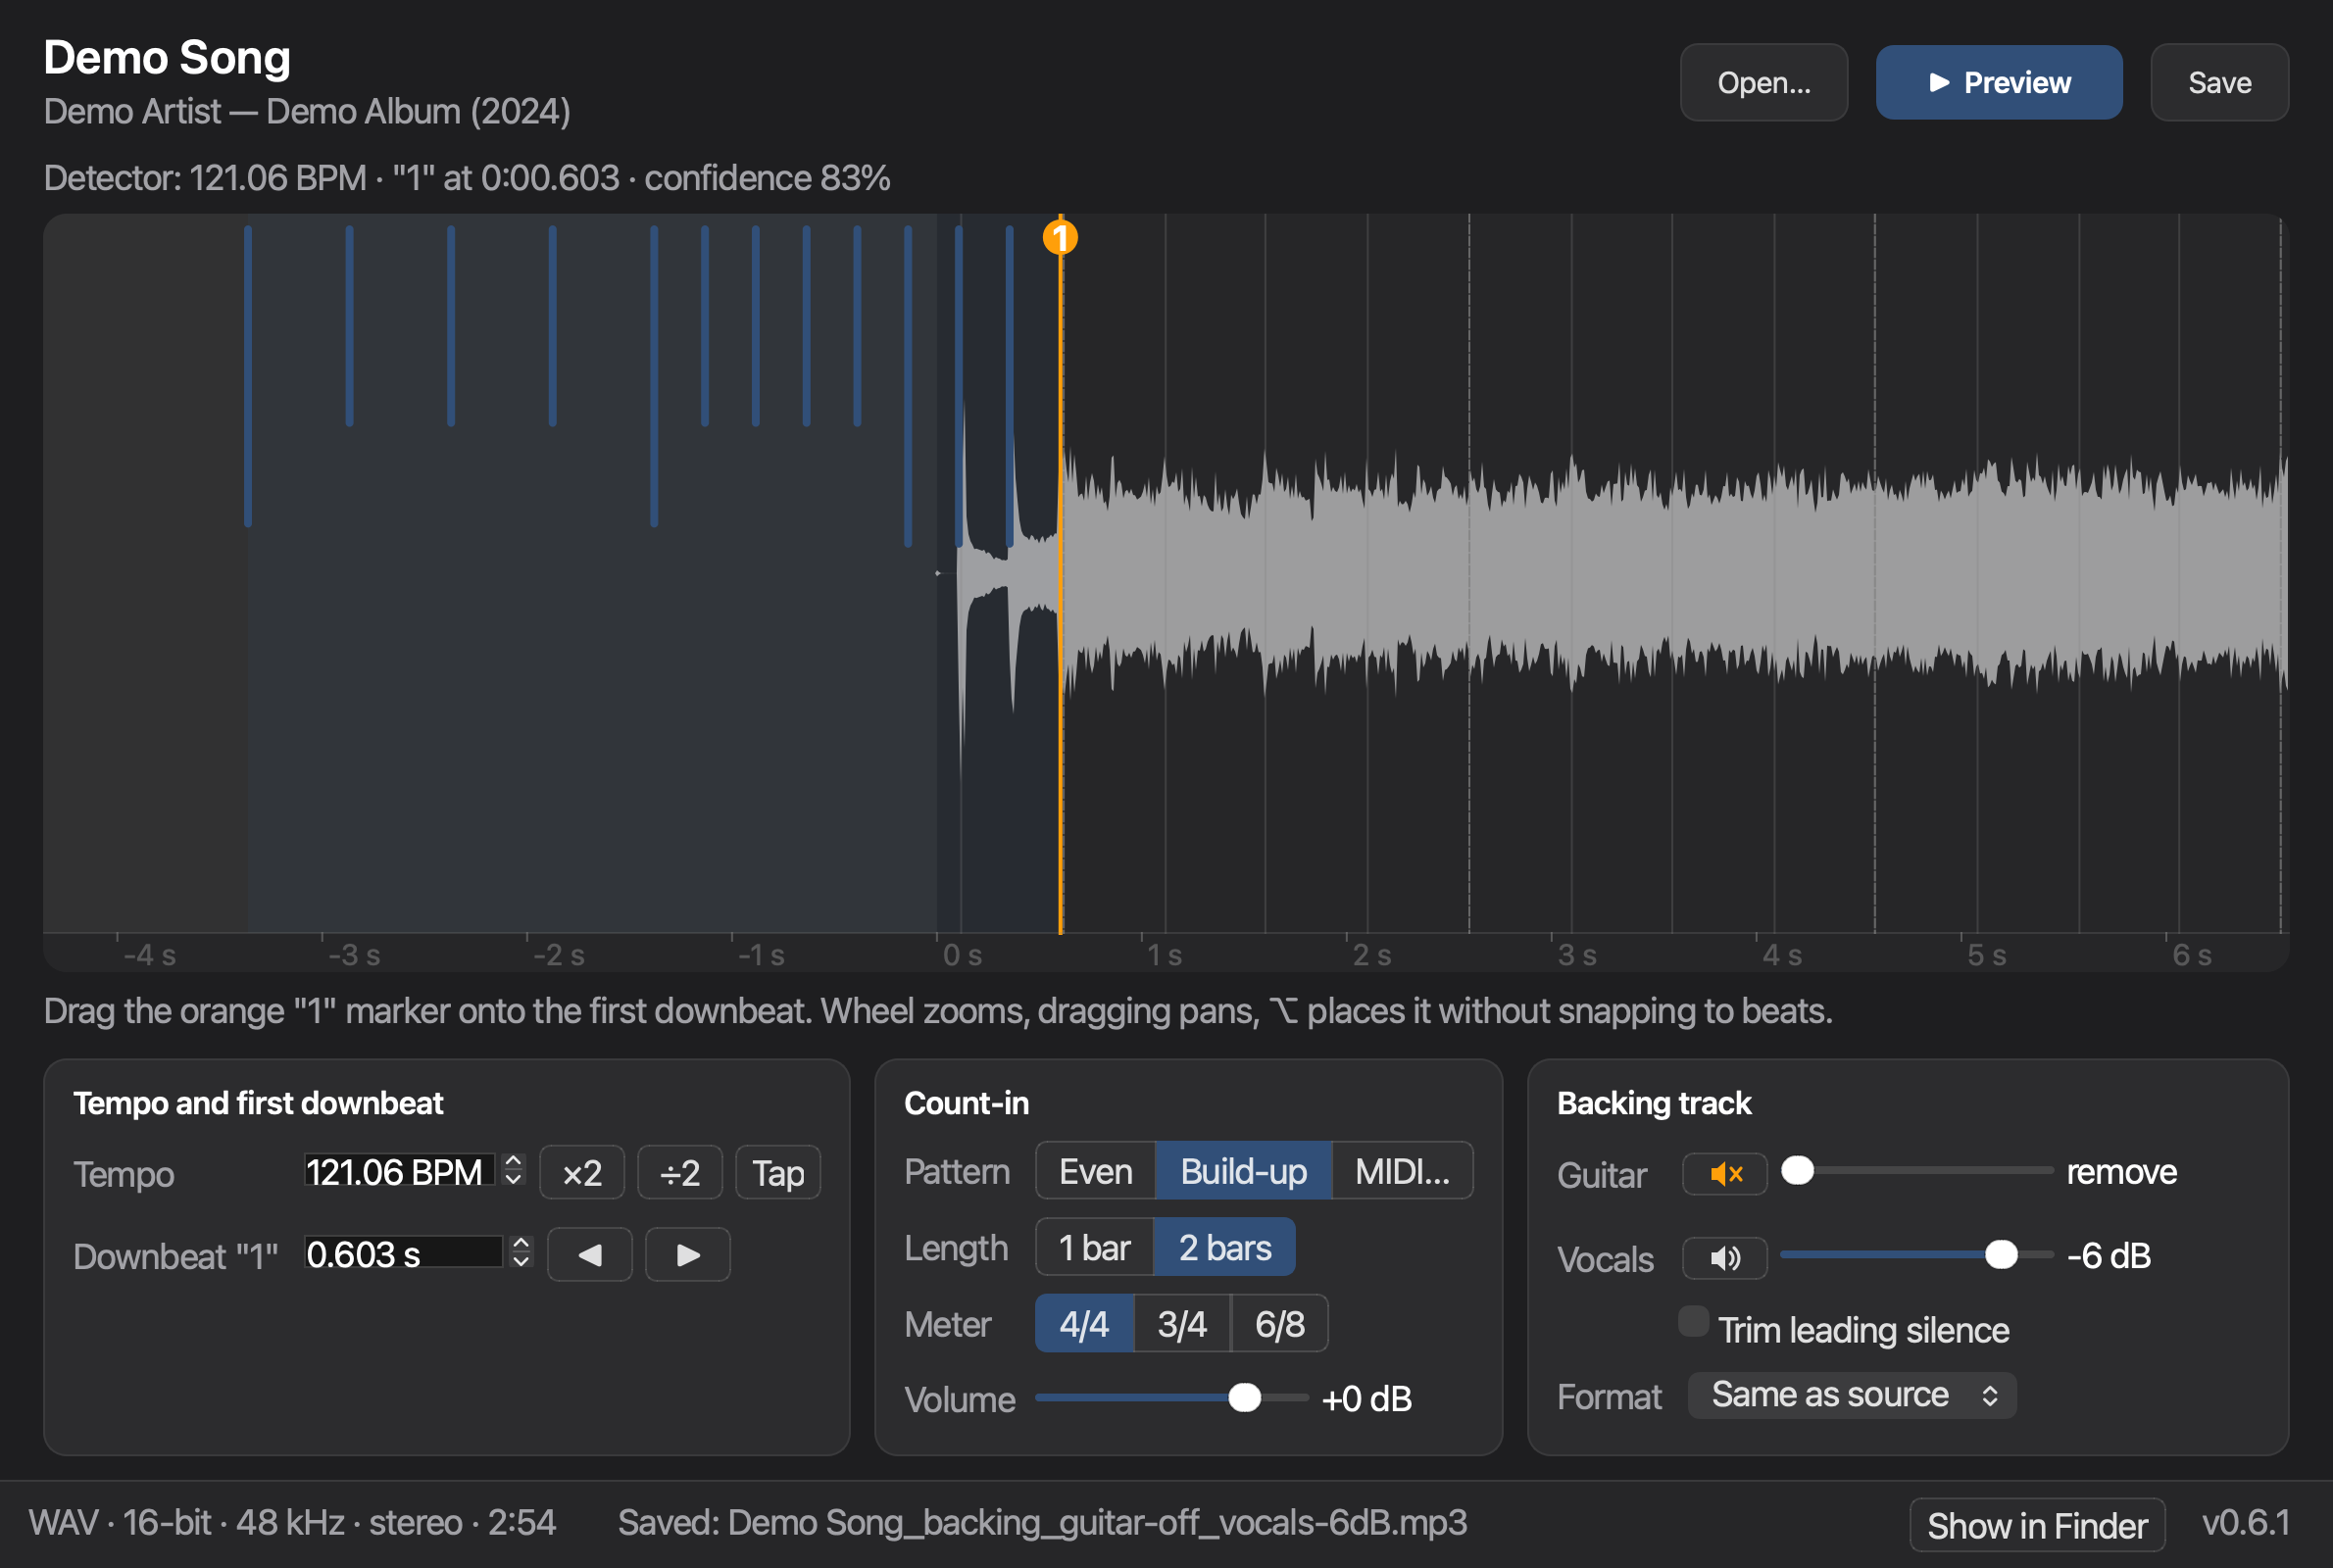 Demo Song
Demo Artist — Demo Album (2024)
Open...
Preview
Save
Detector: 121.06 BPM · "1" at 0:00.603 · confidence 83%
1
-4 s
-3 s
-2 s
-1 s
0 s
1 s
2 s
3 s
4 s
5 s
6 s
Drag the orange "1" marker onto the first downbeat. Wheel zooms, dragging pans, ⌥ places it without snapping to beats.
Tempo and first downbeat
Tempo 121.06 BPM ×2 ÷2 Tap
Downbeat "1" 0.603 s
Count-in
Pattern Even Build-up MIDI...
Length 1 bar 2 bars
Meter 4/4 3/4 6/8
Volume +0 dB
Backing track
Guitar remove
Vocals -6 dB
Trim leading silence
Format Same as source
WAV · 16-bit · 48 kHz · stereo · 2:54
Saved: Demo Song_backing_guitar-off_vocals-6dB.mp3
Show in Finder
v0.6.1